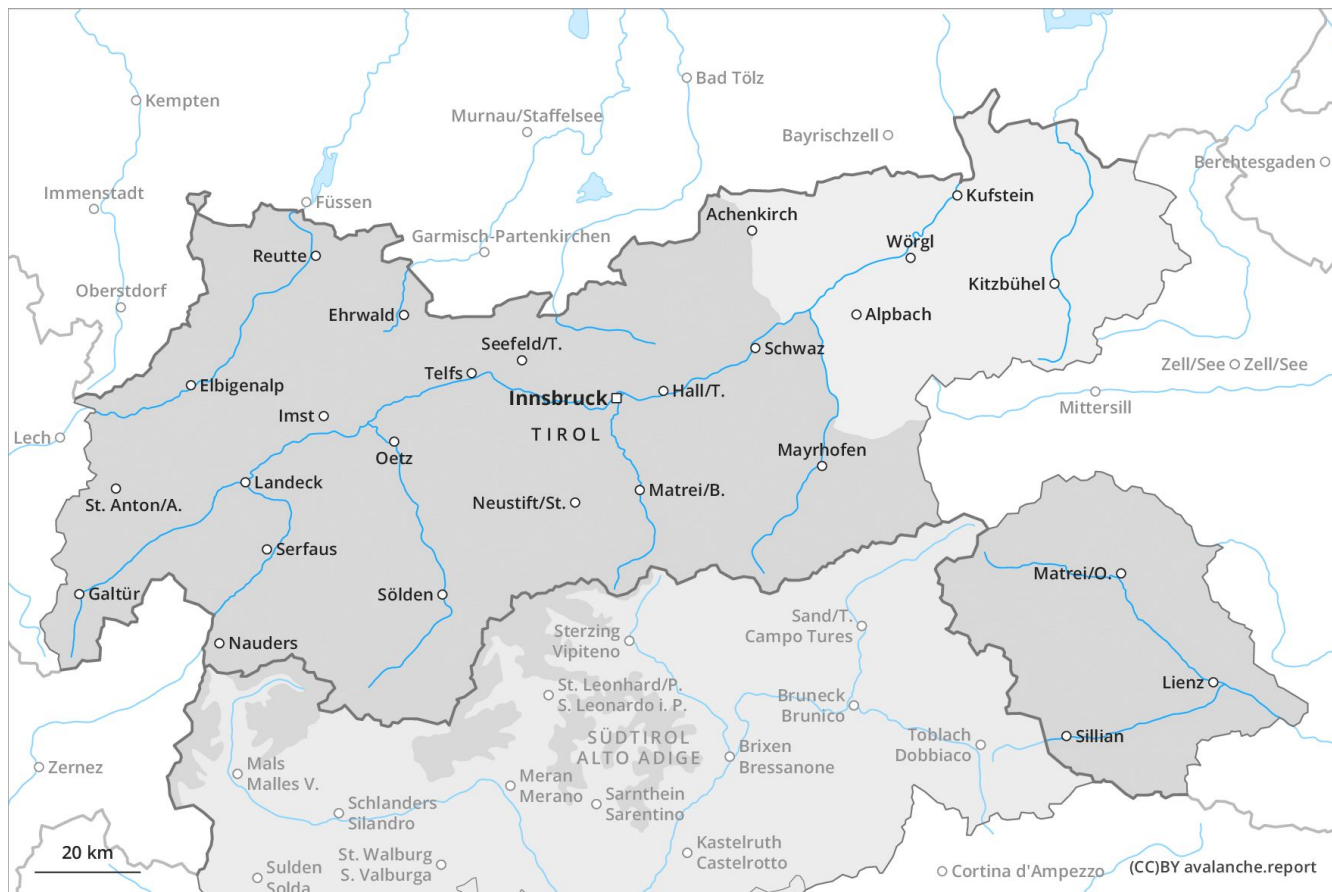 Bad Tölz
Kempten
Murnau/Staffelsee
Bayrischzell
Berchtesgaden
Immenstadt
Füssen
Kufstein
Achenkirch
Garmisch-Partenkirchen
Wörgl
Reutte
Kitzbühel
Oberstdorf
Ehrwald
Alpbach
Seefeld/T.
Schwaz
Telfs
Zell/See
Zell/See
Elbigenalp
Hall/T.
Innsbruck
Mittersill
Imst
TIROL
Lech
Mayrhofen
Oetz
Landeck
Matrei/B.
St. Anton/A.
Neustift/St.
Serfaus
Matrei/O.
Galtür
Sölden
Sand/T.
Campo Tures
Sterzing
Vipiteno
Nauders
Lienz
St. Leonhard/P.
S. Leonardo i. P.
Bruneck
Brunico
SÜDTIROL
ALTO ADIGE
Toblach
Dobbiaco
Sillian
Brixen
Bressanone
Mals
Malles V.
Zernez
Meran
Merano
Sarnthein
Sarentino
Schlanders
Silandro
Kastelruth
Castelrotto
20 km
St. Walburg
S. Valburga
Sulden
Solda
Cortina d'Ampezzo
(CC)BY avalanche.report